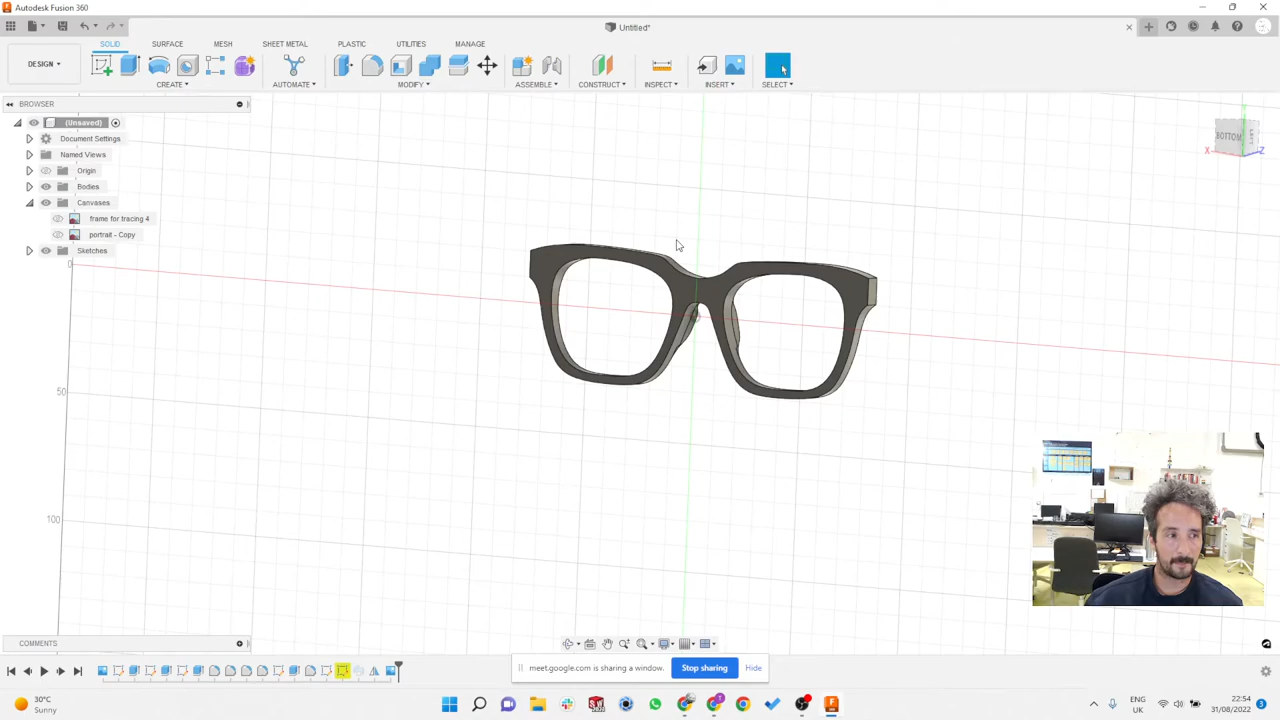 Autodesk Fusion 360
Untitled*
DESIGN
SOLID
SURFACE
MESH
SHEET METAL
PLASTIC
UTILITIES
MANAGE
CREATE
AUTOMATE
MODIFY
ASSEMBLE
CONSTRUCT
INSPECT
INSERT
SELECT
BROWSER
(Unsaved)
Document Settings
Named Views
Origin
Bodies
Canvases
frame for tracing 4
portrait - Copy
Sketches
BOTTOM
LEFT
X
Y
Z
0
50
100
COMMENTS
meet.google.com is sharing a window.
Stop sharing
Hide
30°C
Sunny
ENG
UK
22:54
31/08/2022
3